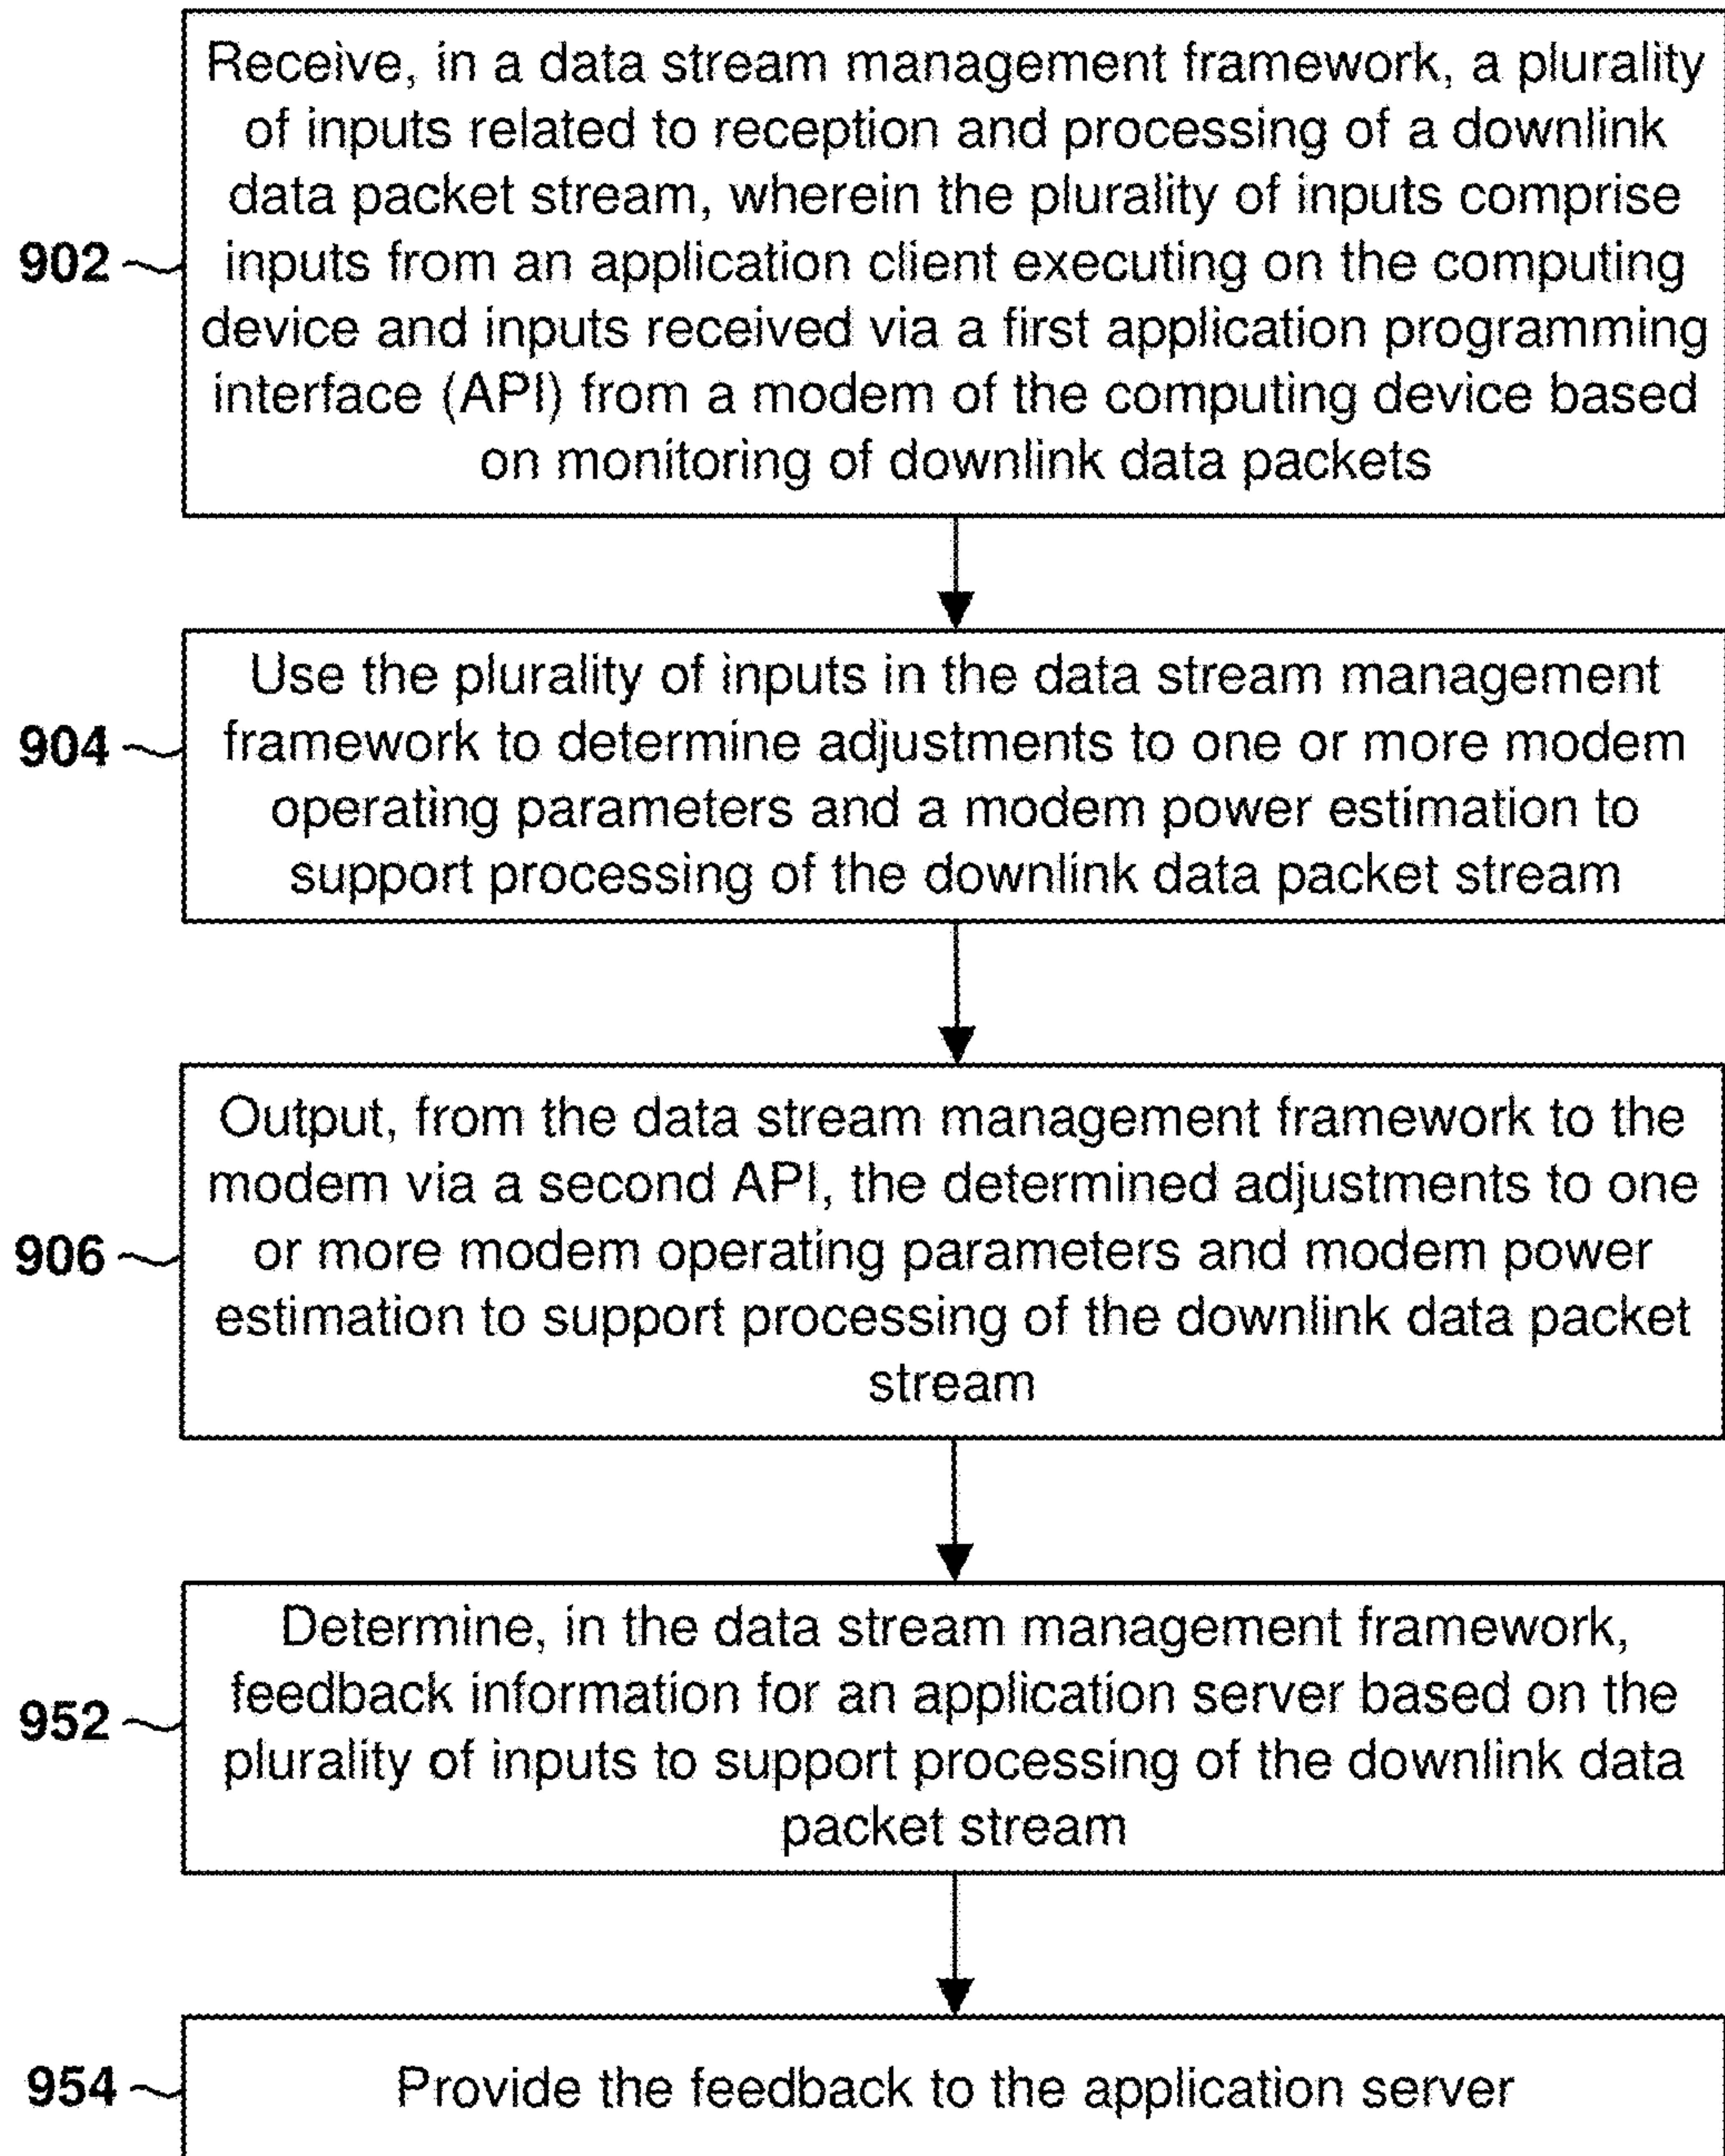 Receive, in a data stream management framework, a plurality
of inputs related to reception and processing of a downlink
data packet stream, wherein the plurality of inputs comprise
902
inputs from an application client executing on the computing
device and inputs received via a first application programming
interface (API) from a modem of the computing device based
on monitoring of downlink data packets
Use the plurality of inputs in the data stream management
904
framework to determine adjustments to one or more modem
operating parameters and a modem power estimation to
support processing of the downlink data packet stream
Output, from the data stream management framework to the
modem via a second API, the determined adjustments to one
906
or more modem operating parameters and modem power
estimation to support processing of the downlink data packet
stream
Determine, in the data stream management framework,
feedback information for an application server based on the
952
plurality of inputs to support processing of the downlink data
packet stream
954
Provide the feedback to the application server